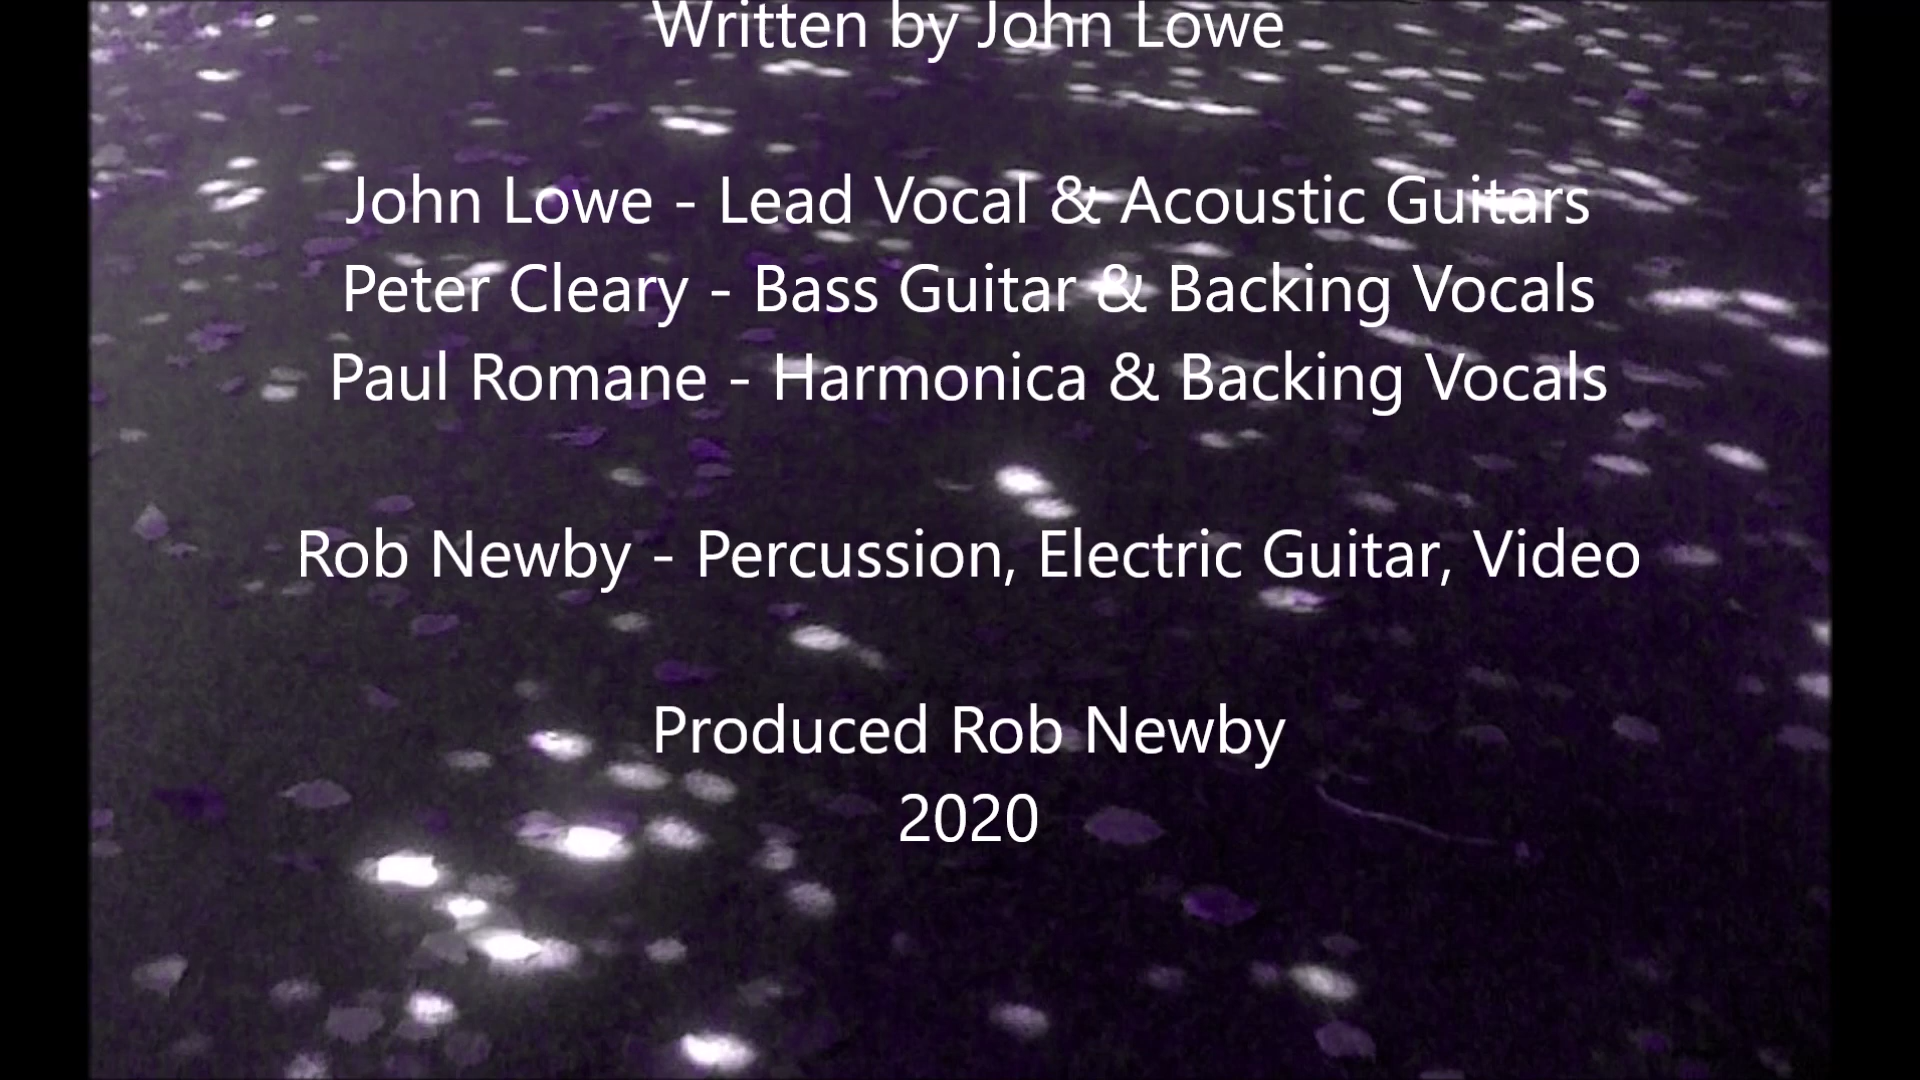 Written by John Lowe
John Lowe - Lead Vocal & Acoustic Guitars
Peter Cleary - Bass Guitar & Backing Vocals
Paul Romane - Harmonica & Backing Vocals
Rob Newby - Percussion, Electric Guitar, Video
Produced Rob Newby
2020